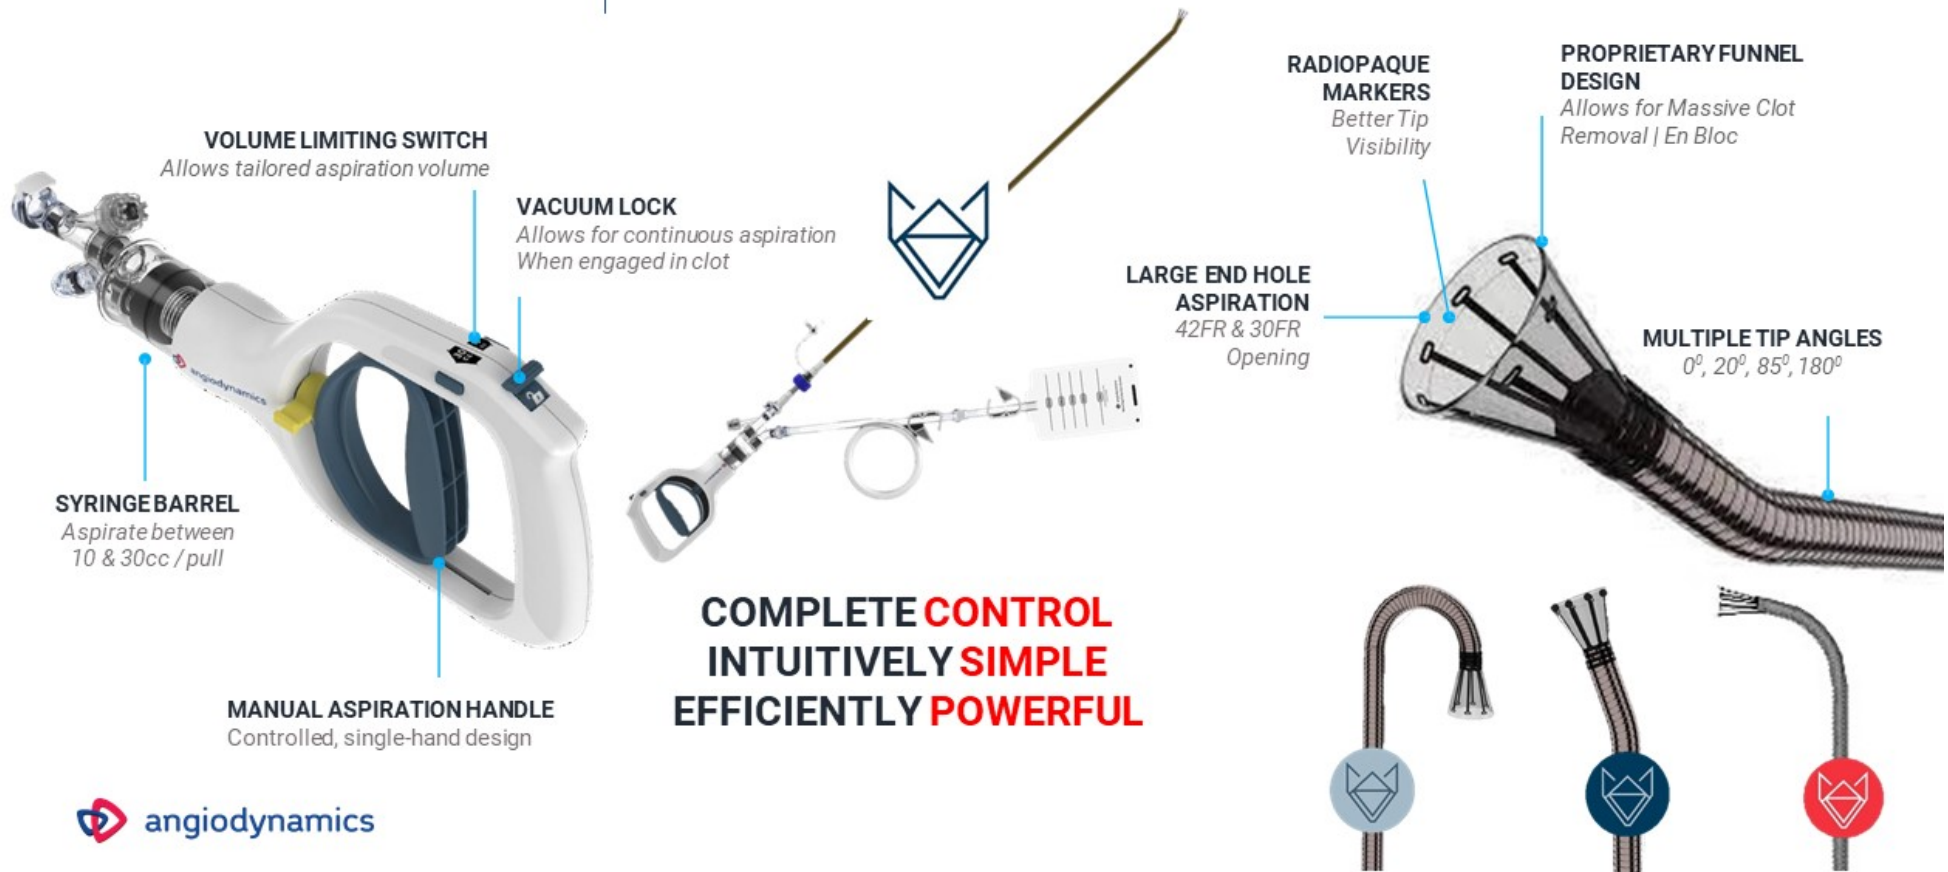 VOLUME LIMITING SWITCH
Allows tailored aspiration volume
VACUUM LOCK
Allows for continuous aspiration
When engaged in clot
SYRINGE BARREL
Aspirate between
10 & 30cc / pull
MANUAL ASPIRATION HANDLE
Controlled, single-hand design
angiodynamics
angiodynamics
COMPLETE CONTROL
INTUITIVELY SIMPLE
EFFICIENTLY POWERFUL
RADIOPAQUE
MARKERS
Better Tip
Visibility
PROPRIETARY FUNNEL
DESIGN
Allows for Massive Clot
Removal | En Bloc
LARGE END HOLE
ASPIRATION
42FR & 30FR
Opening
MULTIPLE TIP ANGLES
0⁰, 20⁰, 85⁰, 180⁰